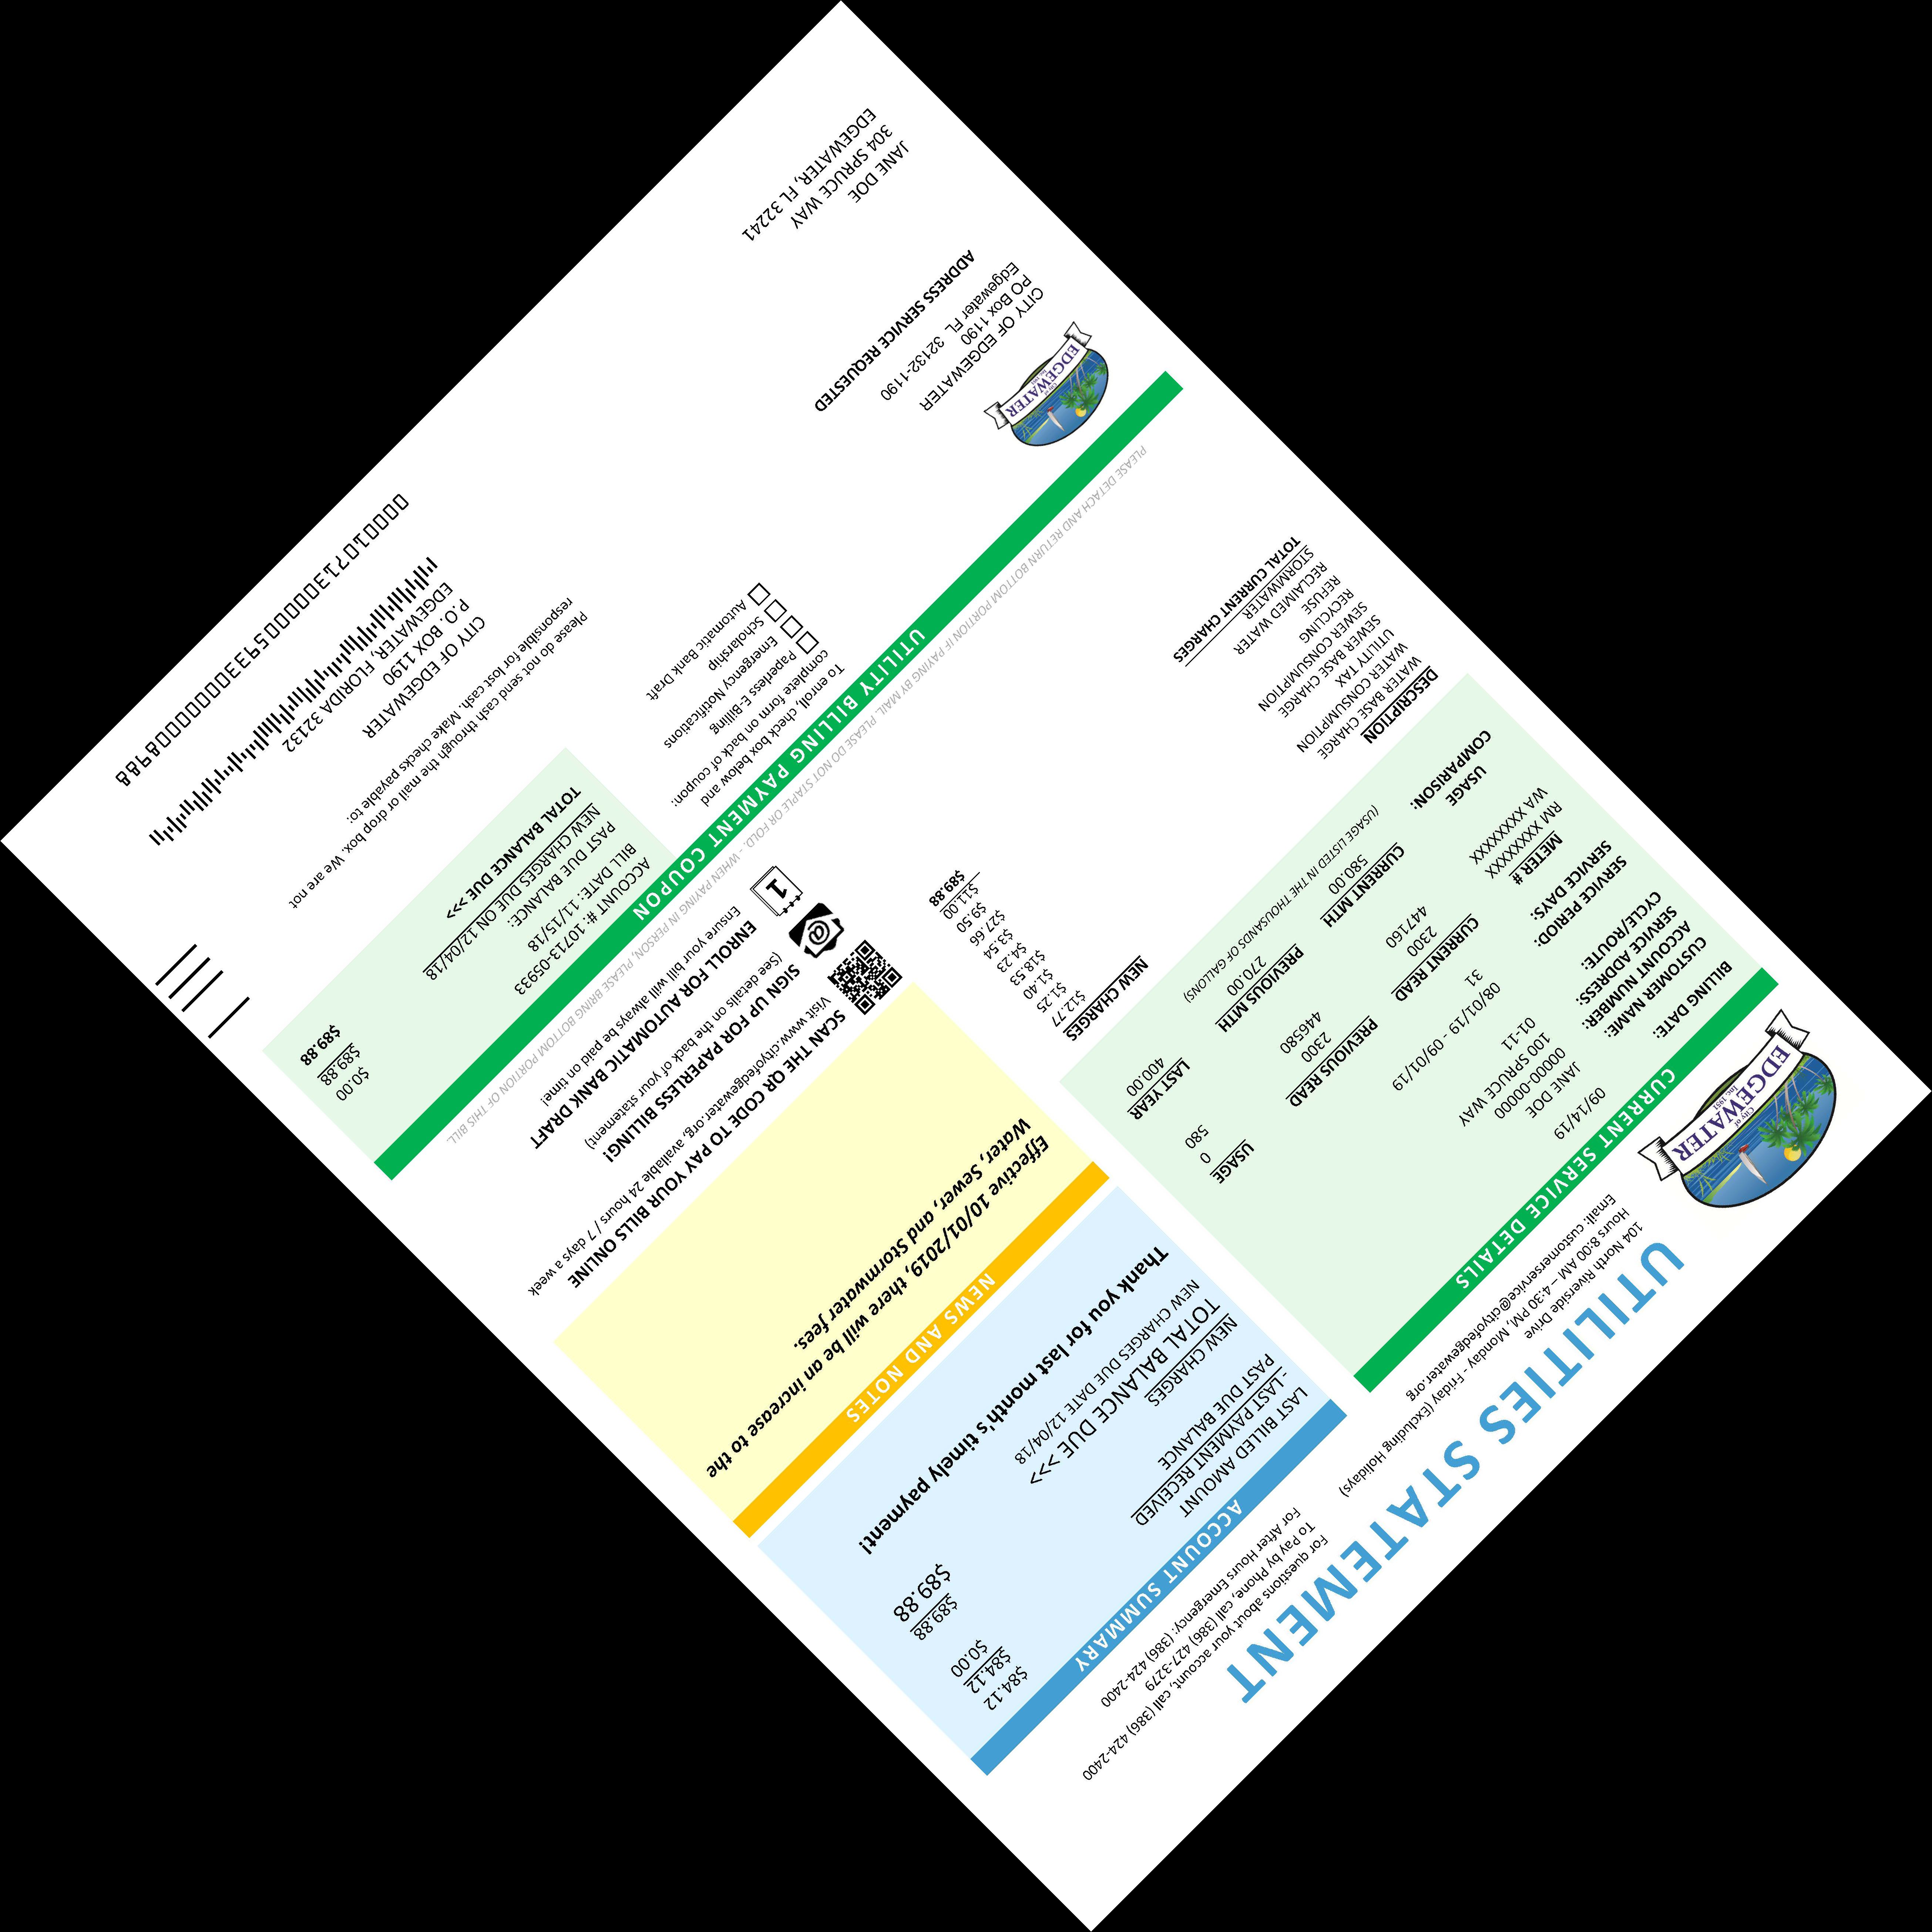 City of
EDGEWATER
Inc. 1951
UTILITIES STATEMENT
104 North Riverside Drive
Hours 8:00 AM – 4:30 PM, Monday - Friday (Excluding Holidays)
Email: customerservice@cityofedgewater.org
For questions about your account, call (386) 424-2400
To Pay by Phone, call (386) 427-3279
For After Hours Emergency: (386) 424-2400
CURRENT SERVICE DETAILS
BILLING DATE: 09/14/19
CUSTOMER NAME: JANE DOE
ACCOUNT NUMBER: 00000-000000
SERVICE ADDRESS: 100 SPRUCE WAY
CYCLE/ROUTE: 01-11
SERVICE PERIOD: 08/01/19 - 09/01/19
SERVICE DAYS: 31
METER # CURRENT READ PREVIOUS READ USAGE
RM XXXXXXX 2300 2300 0
WA XXXXXXX 447160 446580 580
USAGE COMPARISON: CURRENT MTH PREVIOUS MTH LAST YEAR
580.00 270.00 400.00
(USAGE LISTED IN THE THOUSANDS OF GALLONS)
DESCRIPTION NEW CHARGES
WATER BASE CHARGE $12.77
WATER CONSUMPTION $1.25
UTILITY TAX $1.40
SEWER BASE CHARGE $18.53
SEWER CONSUMPTION $4.23
RECYCLING $3.54
REFUSE $27.66
RECLAIMED WATER $9.50
STORMWATER $11.00
TOTAL CURRENT CHARGES $89.88
ACCOUNT SUMMARY
LAST BILLED AMOUNT $84.12
- LAST PAYMENT RECEIVED $84.12
PAST DUE BALANCE $0.00
NEW CHARGES $89.88
TOTAL BALANCE DUE >>> $89.88
NEW CHARGES DUE DATE 12/04/18
Thank you for last month's timely payment!
NEWS AND NOTES
Effective 10/01/2019, there will be an increase to the
Water, Sewer, and Stormwater fees.
SCAN THE QR CODE TO PAY YOUR BILLS ONLINE
Visit www.cityofedgewater.org, available 24 hours / 7 days a week
@
SIGN UP FOR PAPERLESS BILLING!
(See details on the back of your statement)
1
ENROLL FOR AUTOMATIC BANK DRAFT
Ensure your bill will always be paid on time!
PLEASE DETACH AND RETURN BOTTOM PORTION IF PAYING BY MAIL. PLEASE DO NOT STAPLE OR FOLD. - WHEN PAYING IN PERSON, PLEASE BRING BOTTOM PORTION OF THIS BILL.
UTILITY BILLING PAYMENT COUPON
City of
EDGEWATER
Inc. 1951
CITY OF EDGEWATER
PO Box 1190
Edgewater FL 32132-1190
ADDRESS SERVICE REQUESTED
JANE DOE
304 SPRUCE WAY
EDGEWATER, FL 32241
To enroll, check box below and
complete form on back of coupon:
Paperless E-Billing
Emergency Notifications
Scholarship
Automatic Bank Draft
ACCOUNT #: 10713-05933
BILL DATE: 11/15/18
PAST DUE BALANCE: $0.00
NEW CHARGES DUE ON 12/04/18 $89.88
TOTAL BALANCE DUE >>> $89.88
Please do not send cash through the mail or drop box. We are not
responsible for lost cash. Make checks payable to:
CITY OF EDGEWATER
P.O. BOX 1190
EDGEWATER, FLORIDA 32132